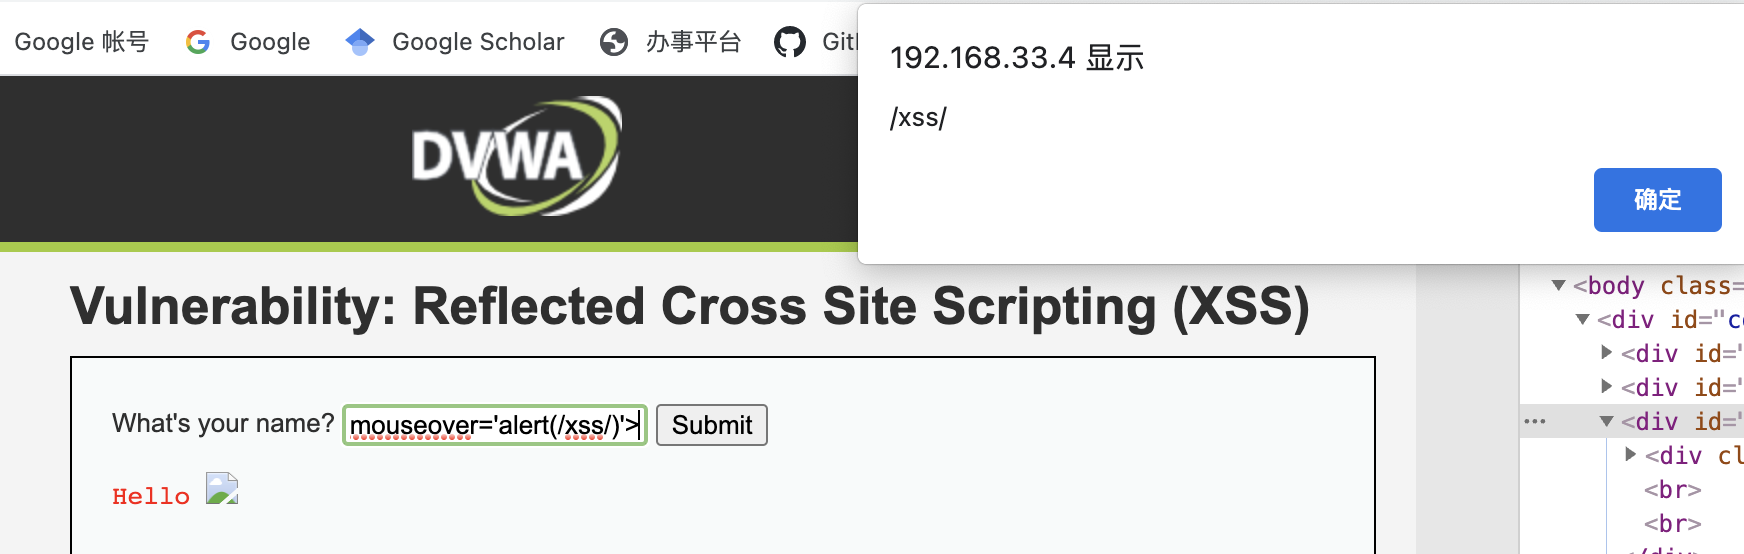 Google 帐号 Google Google Scholar 办事平台
192.168.33.4 显示
/xss/
确定
DVWA
Vulnerability: Reflected Cross Site Scripting (XSS)
What's your name? mouseover='alert(/xss/)'> Submit
Hello
<body class=
<div id="c
<div id="
<div id="
<div id="
<div cl
<br>
<br>
</div>